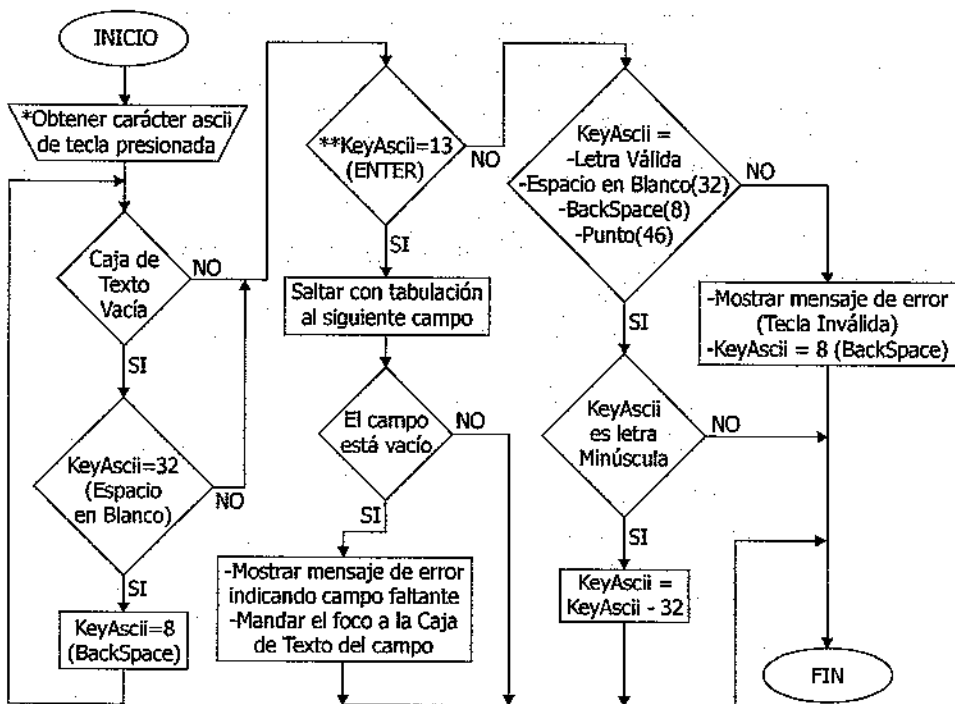 INICIO
*Obtener carácter ascii
de tecla presionada
Caja de
Texto
Vacía
NO
SI
KeyAscii=32
(Espacio
en Blanco)
NO
SI
KeyAscii=8
(BackSpace)
**KeyAscii=13
(ENTER)
NO
SI
Saltar con tabulación
al siguiente campo
El campo
está vacío
NO
SI
-Mostrar mensaje de error
indicando campo faltante
-Mandar el foco a la Caja
de Texto del campo
KeyAscii =
-Letra Válida
-Espacio en Blanco(32)
-BackSpace(8)
-Punto(46)
NO
SI
-Mostrar mensaje de error
(Tecla Inválida)
-KeyAscii = 8 (BackSpace)
KeyAscii
es letra
Minúscula
NO
SI
KeyAscii =
KeyAscii - 32
FIN